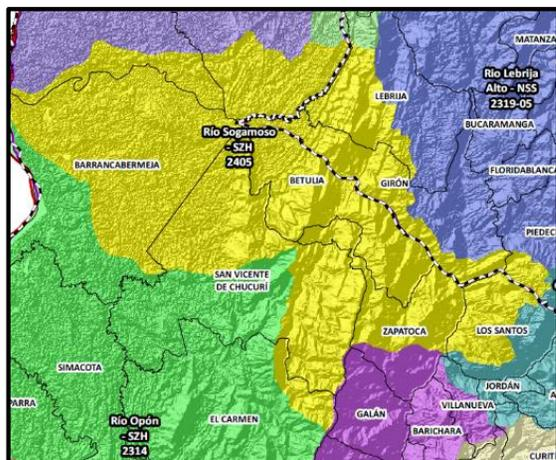 MATANZA
Río Lebrija
Alto - NSS
2319-05
LEBRIJA
BUCARAMANGA
Río Sogamoso
- SZH
2405
FLORIDABLANCA
BARRANCABERMEJA
BETULIA
GIRÓN
PIEDEC
SAN VICENTE
DE CHUCURÍ
ZAPATOCA
LOS SANTOS
SIMACOTA
JORDÁN
PARRA
VILLANUEVA
Río Opón
- SZH
2314
EL CARMEN
GALÁN
BARICHARA
CURIT